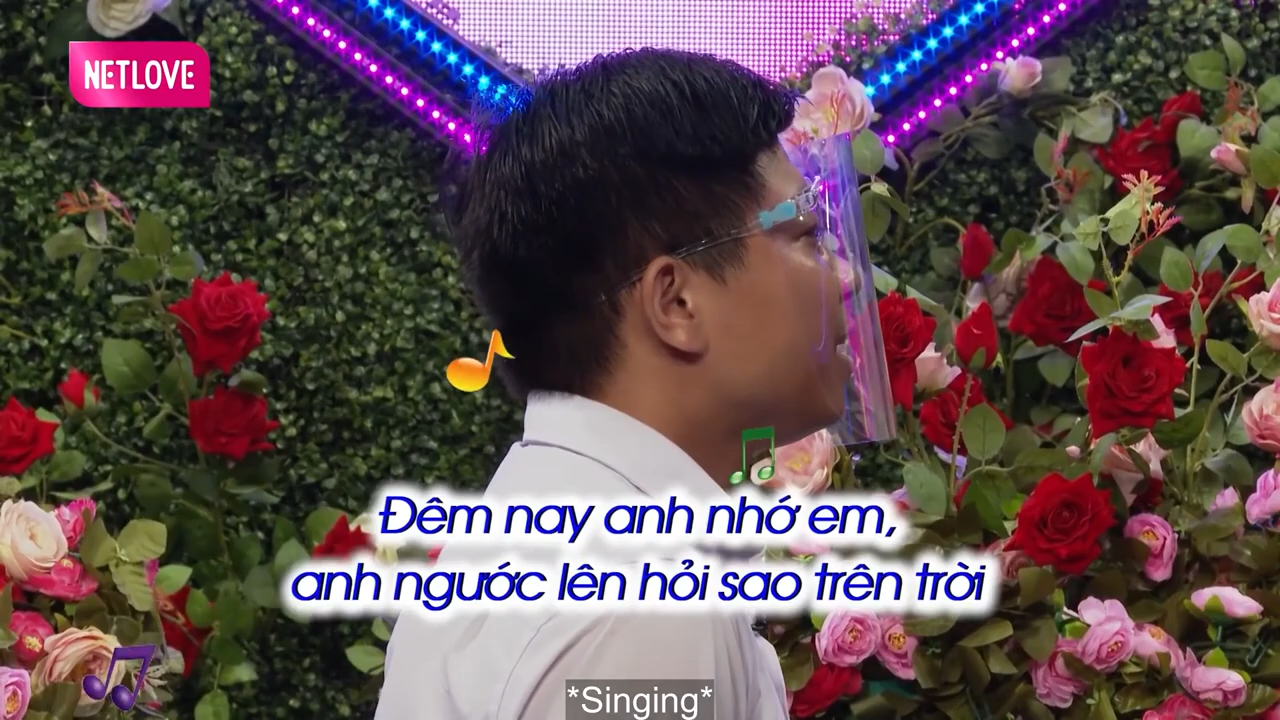 NETLOVE
Đêm nay anh nhớ em,
anh ngước lên hỏi sao trên trời
*Singing*